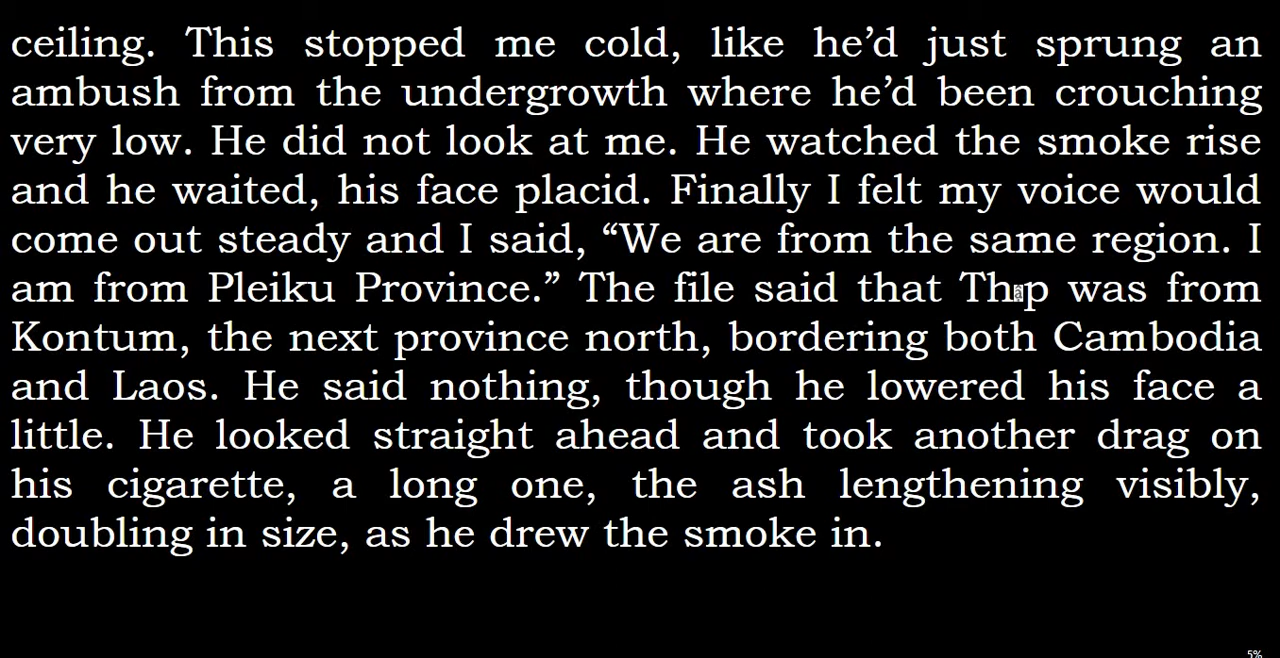 ceiling. This stopped me cold, like he’d just sprung an
ambush from the undergrowth where he’d been crouching
very low. He did not look at me. He watched the smoke rise
and he waited, his face placid. Finally I felt my voice would
come out steady and I said, “We are from the same region. I
am from Pleiku Province.” The file said that Thập was from
Kontum, the next province north, bordering both Cambodia
and Laos. He said nothing, though he lowered his face a
little. He looked straight ahead and took another drag on
his cigarette, a long one, the ash lengthening visibly,
doubling in size, as he drew the smoke in.
5%